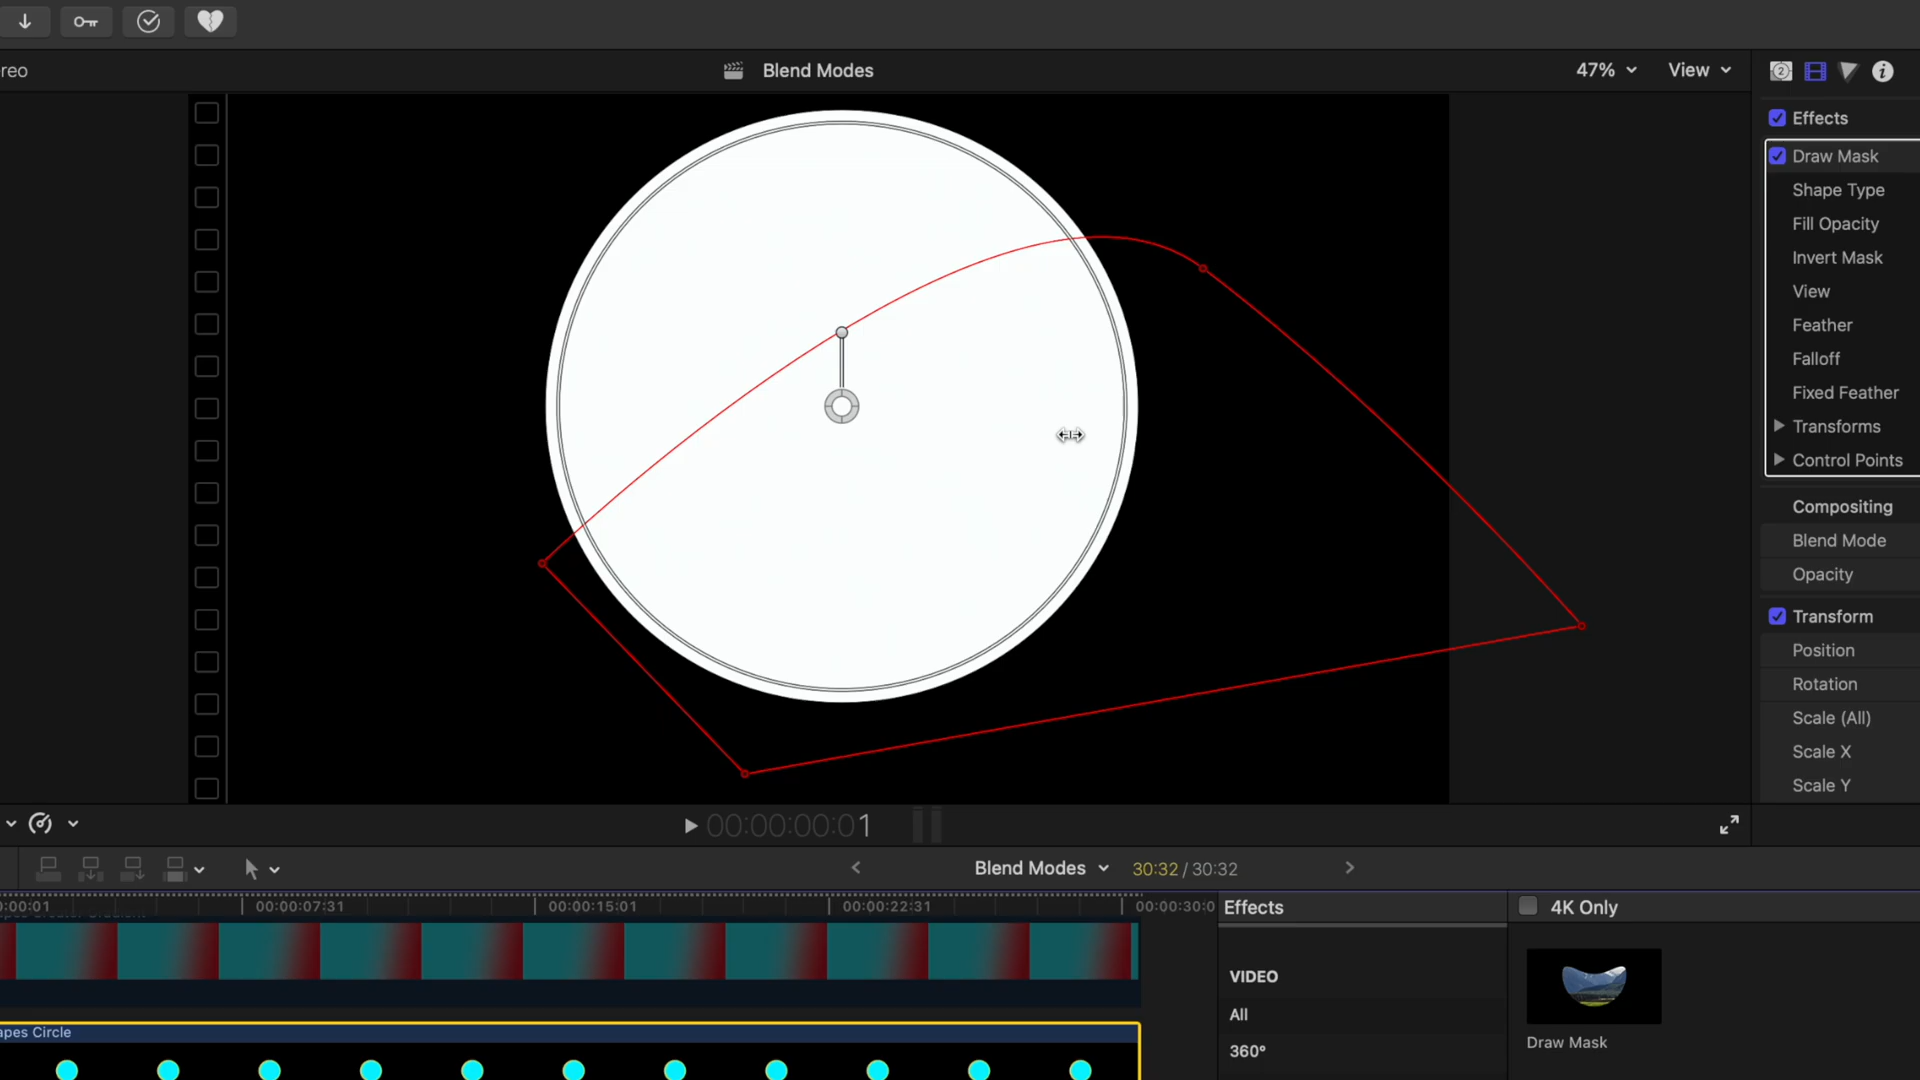 reo
Blend Modes
47%
View
2
Effects
Draw Mask
Shape Type
Fill Opacity
Invert Mask
View
Feather
Falloff
Fixed Feather
Transforms
Control Points
Compositing
Blend Mode
Opacity
Transform
Position
Rotation
Scale (All)
Scale X
Scale Y
00:00:00:01
Blend Modes
30:32 / 30:32
:00:01
00:00:07:31
00:00:15:01
00:00:22:31
00:00:30:0
Effects
4K Only
VIDEO
All
360°
Draw Mask
apes Circle